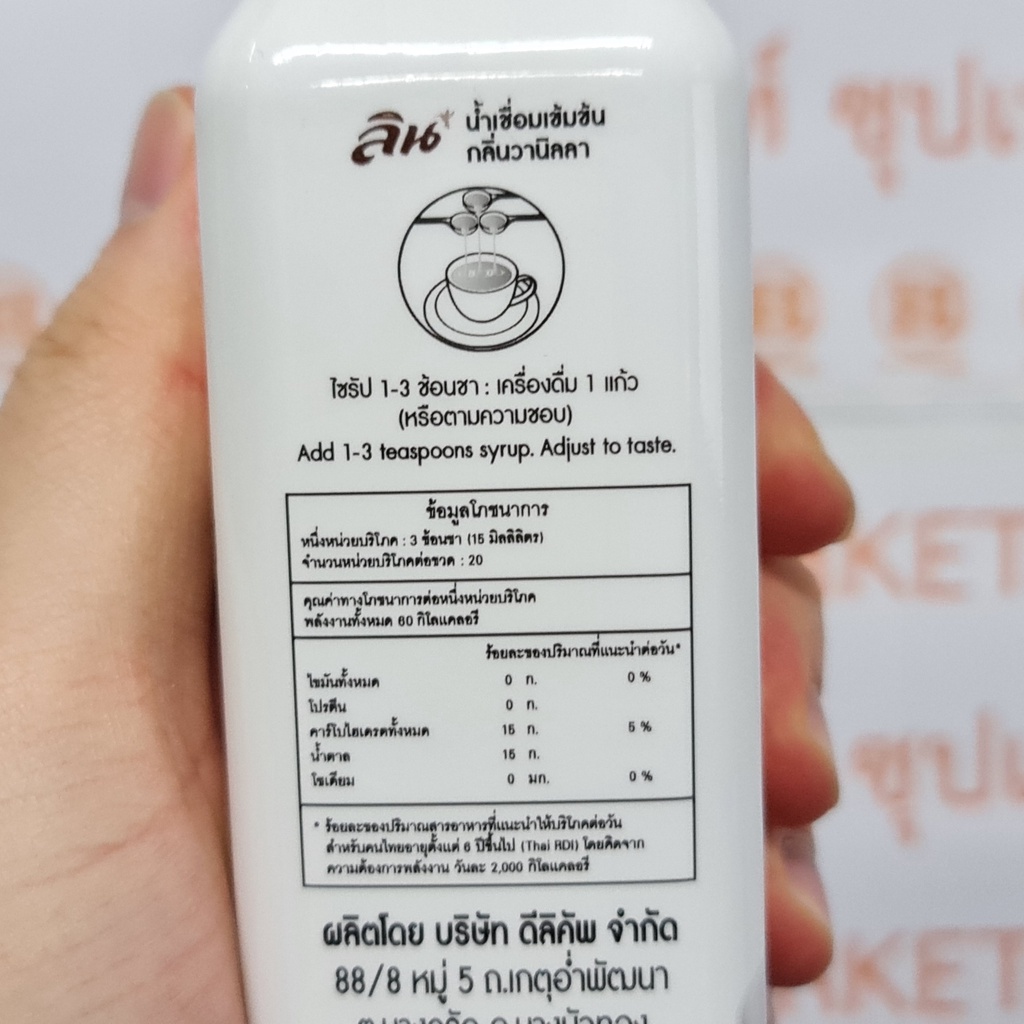 ลิน น้ำเชื่อมเข้มข้น
กลิ่นวานิลลา
ไซรัป 1-3 ช้อนชา : เครื่องดื่ม 1 แก้ว
(หรือตามความชอบ)
Add 1-3 teaspoons syrup. Adjust to taste.
ข้อมูลโภชนาการ
หนึ่งหน่วยบริโภค : 3 ช้อนชา (15 มิลลิลิตร)
จำนวนหน่วยบริโภคต่อขวด : 20
คุณค่าทางโภชนาการต่อหนึ่งหน่วยบริโภค
พลังงานทั้งหมด 60 กิโลแคลอรี
ร้อยละของปริมาณที่แนะนำต่อวัน*
ไขมันทั้งหมด 0 ก. 0 %
โปรตีน 0 ก.
คาร์โบไฮเดรตทั้งหมด 15 ก. 5 %
น้ำตาล 15 ก.
โซเดียม 0 มก. 0 %
* ร้อยละของปริมาณสารอาหารที่แนะนำให้บริโภคต่อวัน
สำหรับคนไทยอายุตั้งแต่ 6 ปีขึ้นไป (Thai RDI) โดยคิดจาก
ความต้องการพลังงาน วันละ 2,000 กิโลแคลอรี
ผลิตโดย บริษัท ดีลิคัพ จำกัด
88/8 หมู่ 5 ถ.เกตุอ่ำพัฒนา